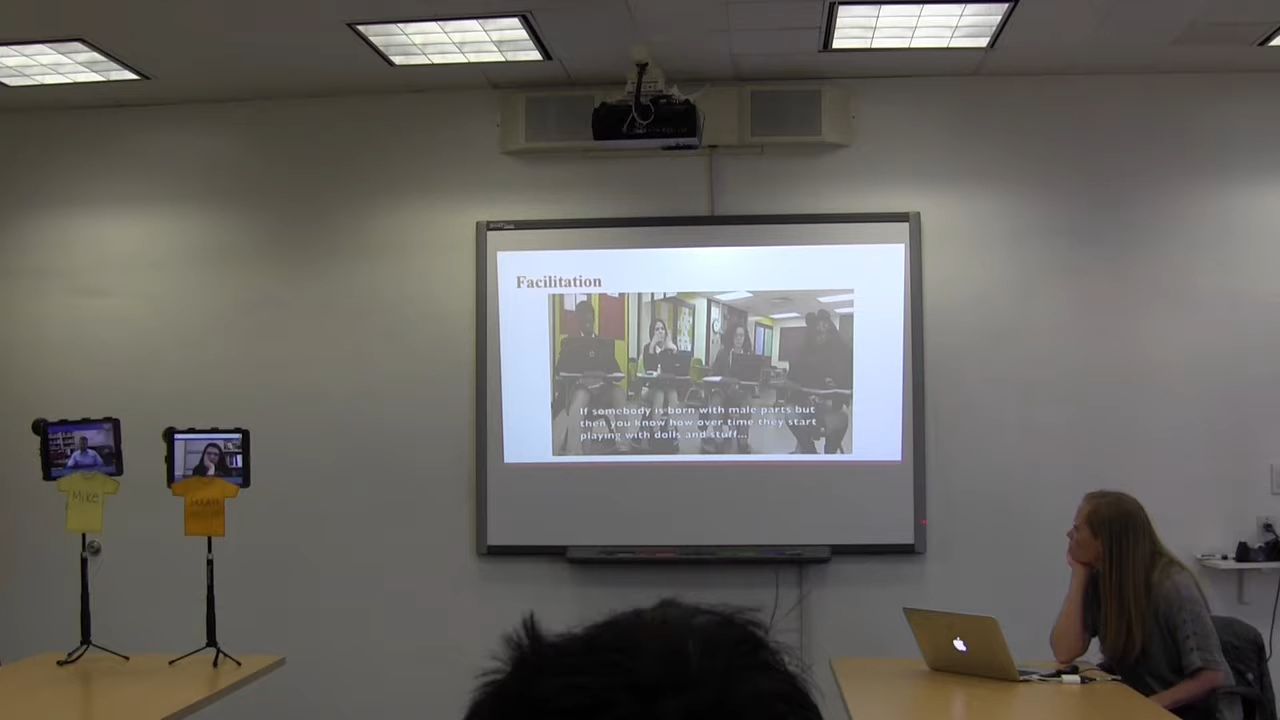 Facilitation
If somebody is born with male parts but
then you know how over time they start
playing with dolls and stuff...
Mike